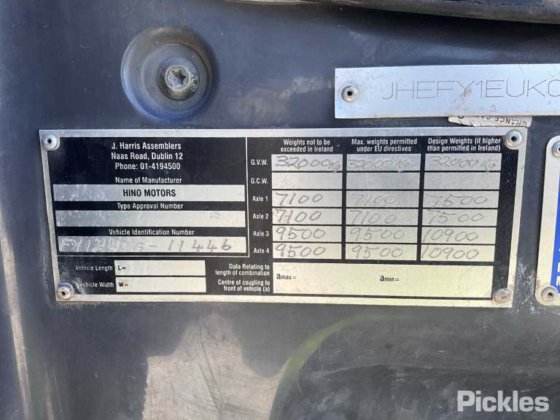 JHEFY1EUK
J. Harris Assemblers
Naas Road, Dublin 12
Phone: 01-4194500
Name of Manufacturer
HINO MOTORS
Type Approval Number
Vehicle Identification Number
11446
Vehicle Length L=
Vehicle Width W=
Weights not to be exceeded in Ireland
Max. weights permitted under EU directives
Design Weights (if higher than permitted in Ireland)
G.V.W. 32000 32000
G.C.W.
Axle 1 7100 7100 7500
Axle 2 7100 7100 7500
Axle 3 9500 9500 10900
Axle 4 9500 9500 10900
Data Relating to length of combination
Centre of coupling to front of vehicle (a)
amax= amin=
Pickles